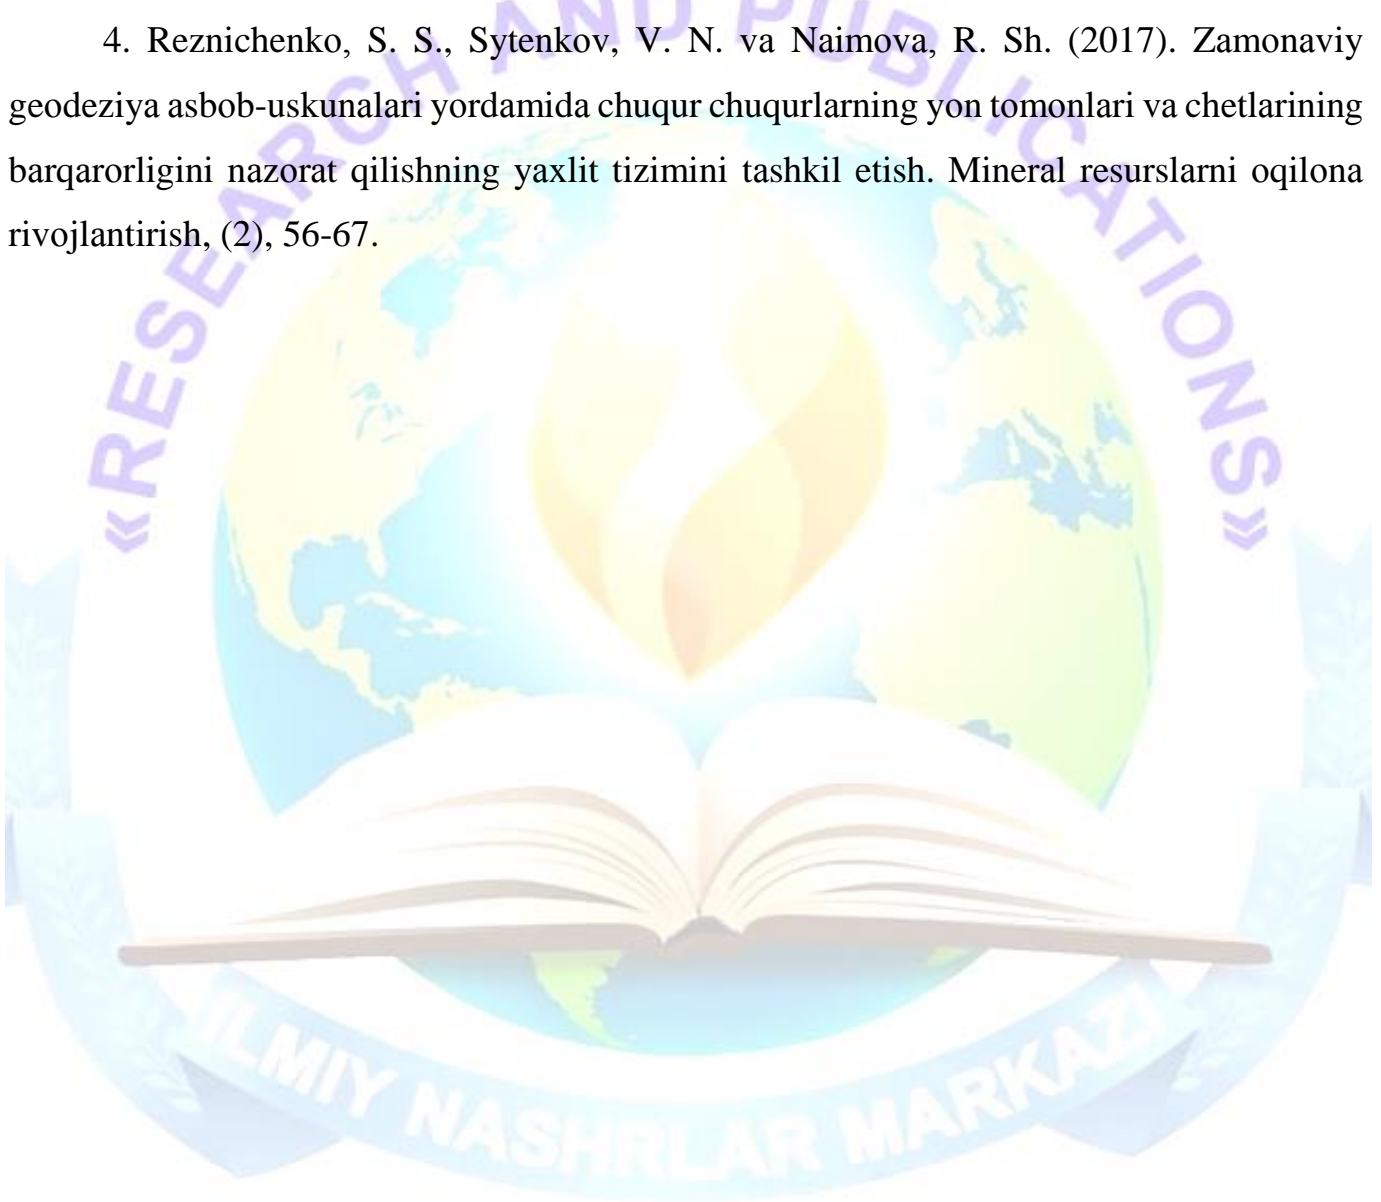 4. Reznichenko, S. S., Sytenkov, V. N. va Naimova, R. Sh. (2017). Zamonaviy
geodeziya asbob-uskunalari yordamida chuqur chuqurlarning yon tomonlari va chetlarining
barqarorligini nazorat qilishning yaxlit tizimini tashkil etish. Mineral resurslarni oqilona
rivojlantirish, (2), 56-67.
«RESEARCH AND PUBLICATIONS»
ILMIY NASHRLAR MARKAZI